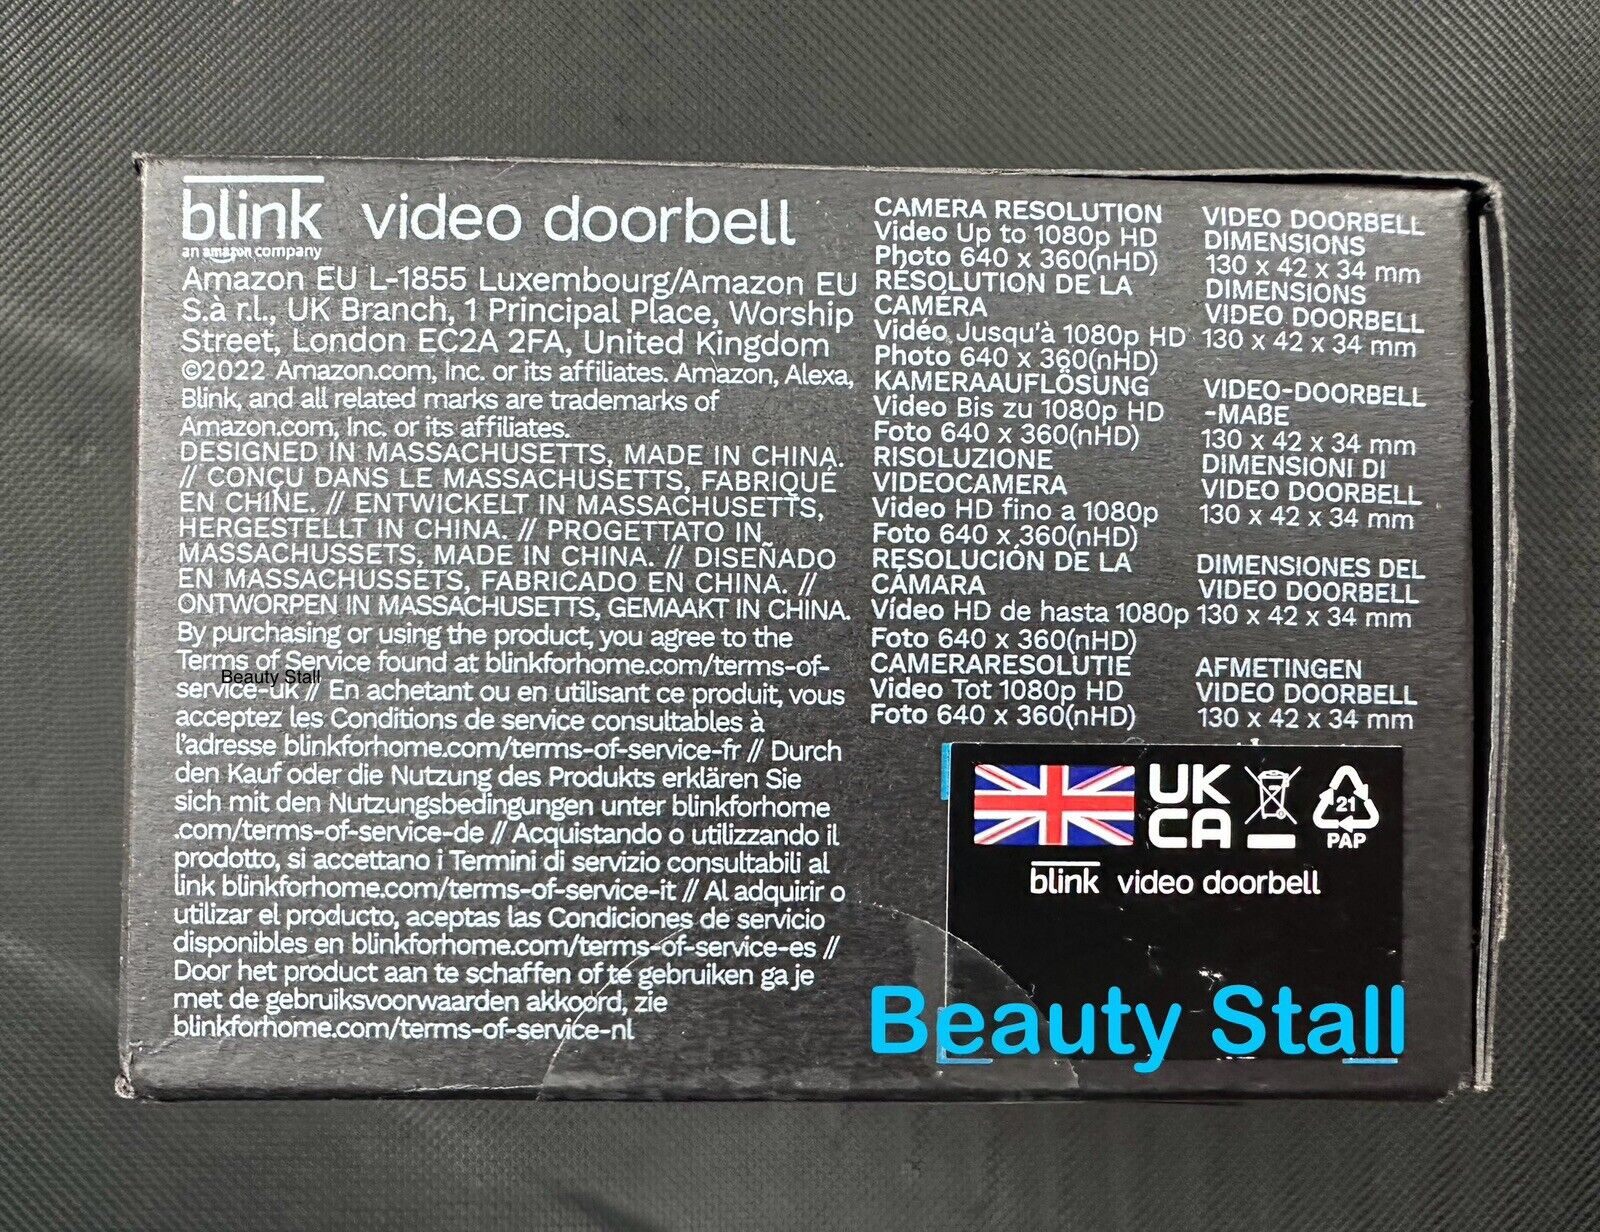 blink video doorbell
an amazon company
Amazon EU L-1855 Luxembourg/Amazon EU
S.à r.l., UK Branch, 1 Principal Place, Worship
Street, London EC2A 2FA, United Kingdom
©2022 Amazon.com, Inc. or its affiliates. Amazon, Alexa,
Blink, and all related marks are trademarks of
Amazon.com, Inc. or its affiliates.
DESIGNED IN MASSACHUSETTS, MADE IN CHINA.
// CONÇU DANS LE MASSACHUSETTS, FABRIQUÉ
EN CHINE. // ENTWICKELT IN MASSACHUSETTS,
HERGESTELLT IN CHINA. // PROGETTATO IN
MASSACHUSSETS, MADE IN CHINA. // DISEÑADO
EN MASSACHUSSETS, FABRICADO EN CHINA. //
ONTWORPEN IN MASSACHUSETTS, GEMAAKT IN CHINA.
By purchasing or using the product, you agree to the
Terms of Service found at blinkforhome.com/terms-of-
Beauty Stall
service-uk // En achetant ou en utilisant ce produit, vous
acceptez les Conditions de service consultables à
l'adresse blinkforhome.com/terms-of-service-fr // Durch
den Kauf oder die Nutzung des Produkts erklären Sie
sich mit den Nutzungsbedingungen unter blinkforhome
.com/terms-of-service-de // Acquistando o utilizzando il
prodotto, si accettano i Termini di servizio consultabili al
link blinkforhome.com/terms-of-service-it // Al adquirir o
utilizar el producto, aceptas las Condiciones de servicio
disponibles en blinkforhome.com/terms-of-service-es //
Door het product aan te schaffen of te gebruiken ga je
met de gebruiksvoorwaarden akkoord, zie
blinkforhome.com/terms-of-service-nl
CAMERA RESOLUTION
Video Up to 1080p HD
Photo 640 x 360(nHD)
RÉSOLUTION DE LA
CAMÉRA
Vidéo Jusqu'à 1080p HD
Photo 640 x 360(nHD)
KAMERAAUFLÖSUNG
Video Bis zu 1080p HD
Foto 640 x 360(nHD)
RISOLUZIONE
VIDEOCAMERA
Video HD fino a 1080p
Foto 640 x 360(nHD)
RESOLUCIÓN DE LA
CÁMARA
Vídeo HD de hasta 1080p
Foto 640 x 360(nHD)
CAMERARESOLUTIE
Video Tot 1080p HD
Foto 640 x 360(nHD)
VIDEO DOORBELL
DIMENSIONS
130 x 42 x 34 mm
DIMENSIONS
VIDEO DOORBELL
130 x 42 x 34 mm
VIDEO-DOORBELL
-MAßE
130 x 42 x 34 mm
DIMENSIONI DI
VIDEO DOORBELL
130 x 42 x 34 mm
DIMENSIONES DEL
VIDEO DOORBELL
130 x 42 x 34 mm
AFMETINGEN
VIDEO DOORBELL
130 x 42 x 34 mm
UK
CA
21
PAP
blink video doorbell
Beauty Stall